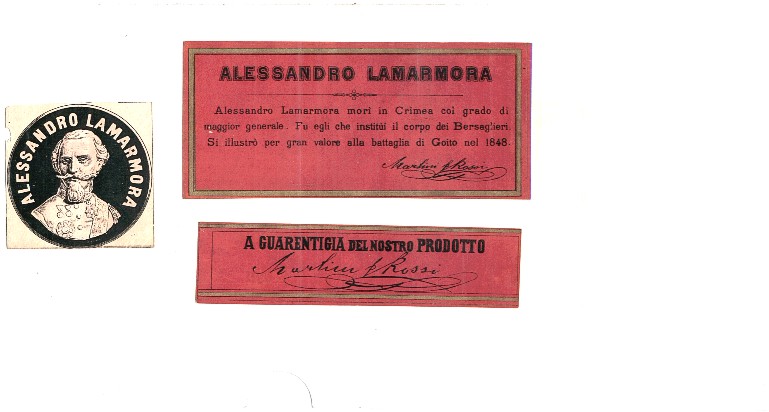 ALESSANDRO LAMARMORA
ALESSANDRO LAMARMORA
Alessandro Lamarmora morì in Crimea col grado di
maggior generale. Fu egli che instituì il corpo dei Bersaglieri.
Si illustrò per gran valore alla battaglia di Goito nel 1848.
Martini & Rossi
A GUARENTIGIA DEL NOSTRO PRODOTTO
Martini & Rossi